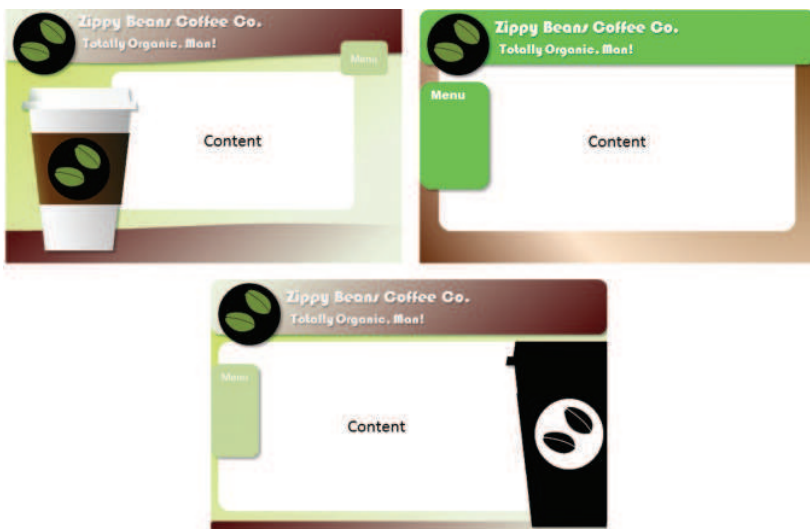 Zippy Beans Coffee Co.
Totally Organic, Man!
Menu
Content
Zippy Beans Coffee Co.
Totally Organic, Man!
Menu
Content
Zippy Beans Coffee Co.
Totally Organic, Man!
Menu
Content